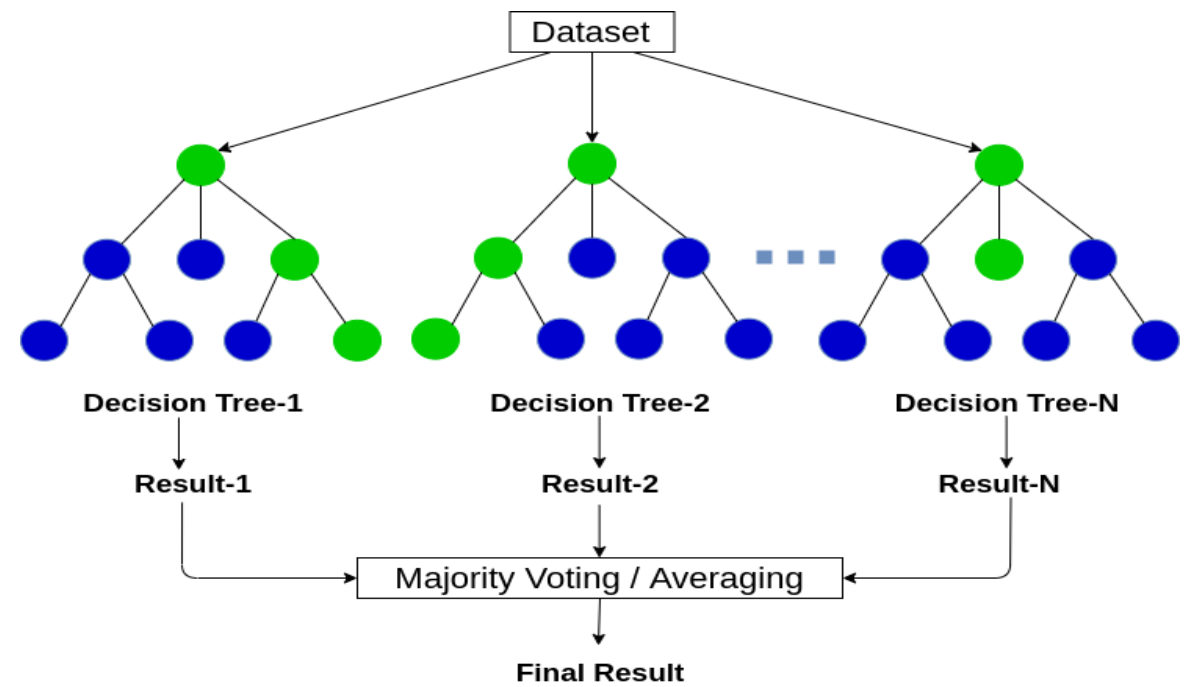 Dataset
Decision Tree-1
Decision Tree-2
Decision Tree-N
Result-1
Result-2
Result-N
Majority Voting / Averaging
Final Result